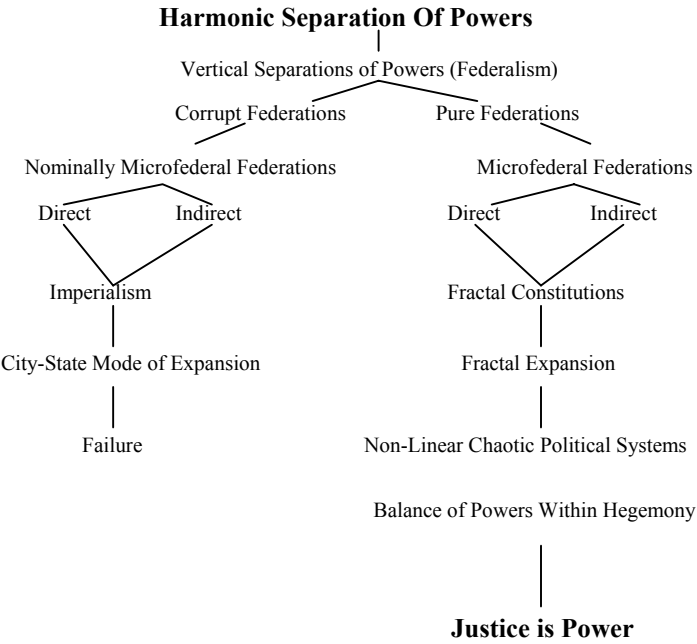 Harmonic Separation Of Powers
Vertical Separations of Powers (Federalism)
Corrupt Federations
Pure Federations
Nominally Microfederal Federations
Microfederal Federations
Direct
Indirect
Direct
Indirect
Imperialism
Fractal Constitutions
City-State Mode of Expansion
Fractal Expansion
Failure
Non-Linear Chaotic Political Systems
Balance of Powers Within Hegemony
Justice is Power